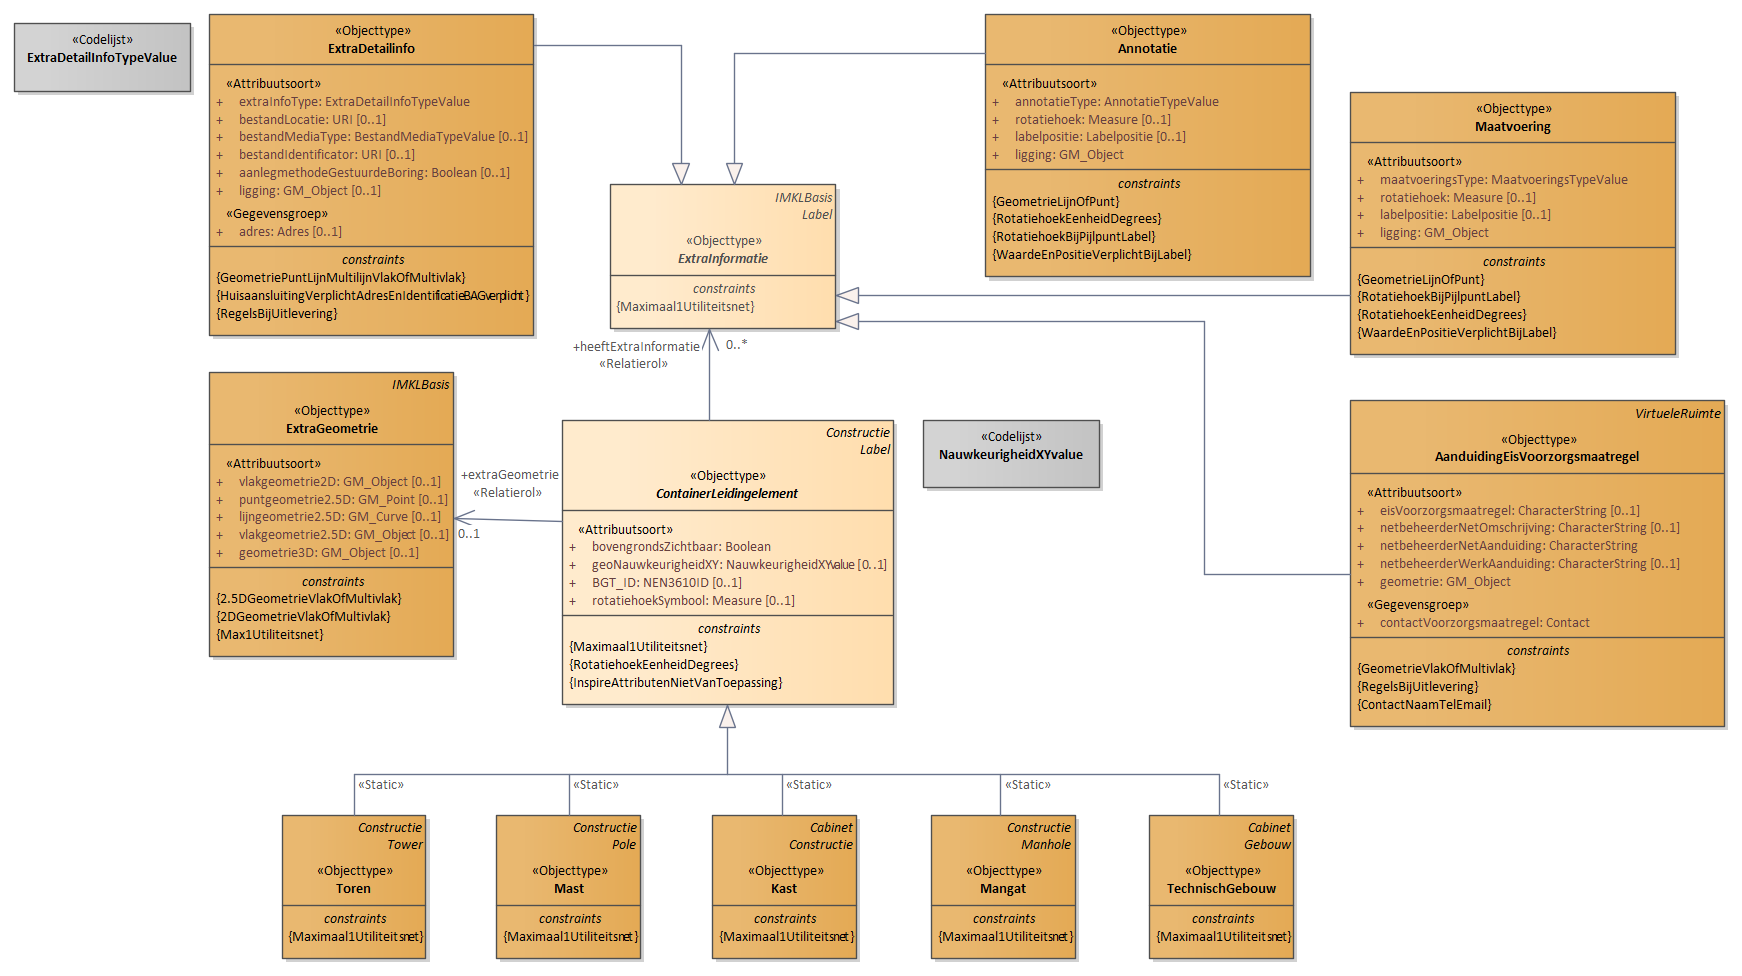 «Codelijst»
ExtraDetailInfoTypeValue
«Objecttype»
ExtraDetailinfo
«Attribuutsoort»
+ extraInfoType: ExtraDetailInfoTypeValue
+ bestandLocatie: URI [0..1]
+ bestandMediaType: BestandMediaTypeValue [0..1]
+ bestandIdentificator: URI [0..1]
+ aanlegmethodeGestuurdeBoring: Boolean [0..1]
+ ligging: GM_Object [0..1]
«Gegevensgroep»
+ adres: Adres [0..1]
constraints
{GeometriePuntLijnMultilijnVlakOfMultivlak}
{HuisaansluitingVerplichtAdresEnIdentificatieBAGverplicht}
{RegelsBijUitlevering}
«Objecttype»
Annotatie
«Attribuutsoort»
+ annotatieType: AnnotatieTypeValue
+ rotatiehoek: Measure [0..1]
+ labelpositie: Labelpositie [0..1]
+ ligging: GM_Object
constraints
{GeometrieLijnOfPunt}
{RotatiehoekEenheidDegrees}
{RotatiehoekBijPijlpuntLabel}
{WaardeEnPositieVerplichtBijLabel}
«Objecttype»
Maatvoering
«Attribuutsoort»
+ maatvoeringsType: MaatvoeringsTypeValue
+ rotatiehoek: Measure [0..1]
+ labelpositie: Labelpositie [0..1]
+ ligging: GM_Object
constraints
{GeometrieLijnOfPunt}
{RotatiehoekBijPijlpuntLabel}
{RotatiehoekEenheidDegrees}
{WaardeEnPositieVerplichtBijLabel}
IMKLBasis
Label
«Objecttype»
ExtraInformatie
constraints
{Maximaal1Utiliteitsnet}
+heeftExtraInformatie
«Relatierol»
0..*
IMKLBasis
«Objecttype»
ExtraGeometrie
«Attribuutsoort»
+ vlakgeometrie2D: GM_Object [0..1]
+ puntgeometrie2.5D: GM_Point [0..1]
+ lijngeometrie2.5D: GM_Curve [0..1]
+ vlakgeometrie2.5D: GM_Object [0..1]
+ geometrie3D: GM_Object [0..1]
constraints
{2.5DGeometrieVlakOfMultivlak}
{2DGeometrieVlakOfMultivlak}
{Max1Utiliteitsnet}
+extraGeometrie
«Relatierol»
0..1
Constructie
Label
«Objecttype»
ContainerLeidingelement
«Attribuutsoort»
+ bovengrondsZichtbaar: Boolean
+ geoNauwkeurigheidXY: NauwkeurigheidXYvalue [0..1]
+ BGT_ID: NEN3610ID [0..1]
+ rotatiehoekSymbool: Measure [0..1]
constraints
{Maximaal1Utiliteitsnet}
{RotatiehoekEenheidDegrees}
{InspireAttributenNietVanToepassing}
«Codelijst»
NauwkeurigheidXYvalue
VirtueleRuimte
«Objecttype»
AanduidingEisVoorzorgsmaatregel
«Attribuutsoort»
+ eisVoorzorgsmaatregel: CharacterString [0..1]
+ netbeheerderNetOmschrijving: CharacterString [0..1]
+ netbeheerderNetAanduiding: CharacterString
+ netbeheerderWerkAanduiding: CharacterString [0..1]
+ geometrie: GM_Object
«Gegevensgroep»
+ contactVoorzorgsmaatregel: Contact
constraints
{GeometrieVlakOfMultivlak}
{RegelsBijUitlevering}
{ContactNaamTelEmail}
«Static»
«Static»
«Static»
«Static»
«Static»
Constructie
Tower
«Objecttype»
Toren
constraints
{Maximaal1Utiliteitsnet}
Constructie
Pole
«Objecttype»
Mast
constraints
{Maximaal1Utiliteitsnet}
Cabinet
Constructie
«Objecttype»
Kast
constraints
{Maximaal1Utiliteitsnet}
Constructie
Manhole
«Objecttype»
Mangat
constraints
{Maximaal1Utiliteitsnet}
Cabinet
Gebouw
«Objecttype»
TechnischGebouw
constraints
{Maximaal1Utiliteitsnet}